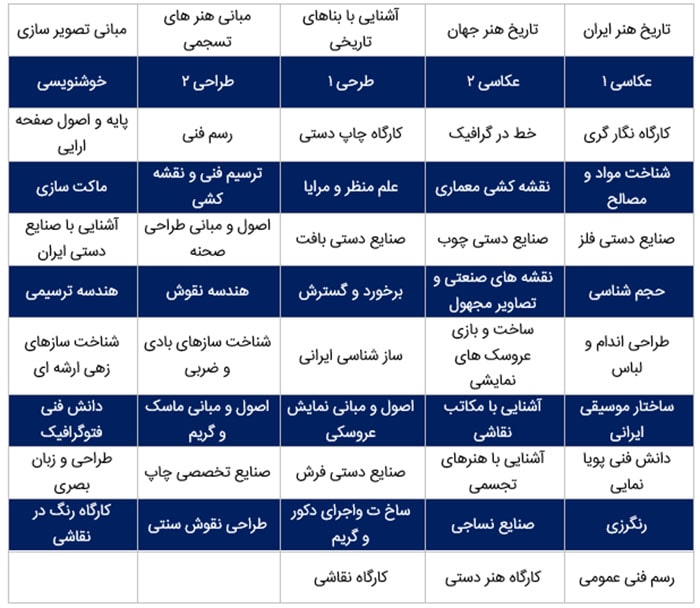 تاریخ هنر ایران
تاریخ هنر جهان
آشنایی با بناهای
تاریخی
مبانی هنر های
تسجمی
مبانی تصویر سازی
عکاسی ۱
عکاسی ۲
طرحی ۱
طراحی ۲
خوشنویسی
کارگاه نگار گری
خط در گرافیک
کارگاه چاپ دستی
رسم فنی
پایه و اصول صفحه
ارایی
شناخت مواد و
مصالح
نقشه کشی معماری
علم منظر و مرایا
ترسیم فنی و نقشه
کشی
ماکت سازی
صنایع دستی فلز
صنایع دستی چوب
صنایع دستی بافت
اصول و مبانی طراحی
صحنه
آشنایی با صنایع
دستی ایران
حجم شناسی
نقشه های صنعتی و
تصاویر مجهول
برخورد و گسترش
هندسه نقوش
هندسه ترسیمی
طراحی اندام و
لباس
ساخت و بازی
عروسک های
نمایشی
ساز شناسی ایرانی
شناخت سازهای بادی
و ضربی
شناخت سازهای
زهی ارشه ای
ساختار موسیقی
ایرانی
آشنایی با مکاتب
نقاشی
اصول و مبانی نمایش
عروسکی
اصول و مبانی ماسک
و گریم
دانش فنی
فتوگرافیک
دانش فنی پویا
نمایی
آشنایی با هنرهای
تجسمی
صنایع دستی فرش
صنایع تخصصی چاپ
طراحی و زبان
بصری
رنگرزی
صنایع نساجی
ساخ ت واجرای دکور
و گریم
طراحی نقوش سنتی
کارگاه رنگ در
نقاشی
رسم فنی عمومی
کارگاه هنر دستی
کارگاه نقاشی